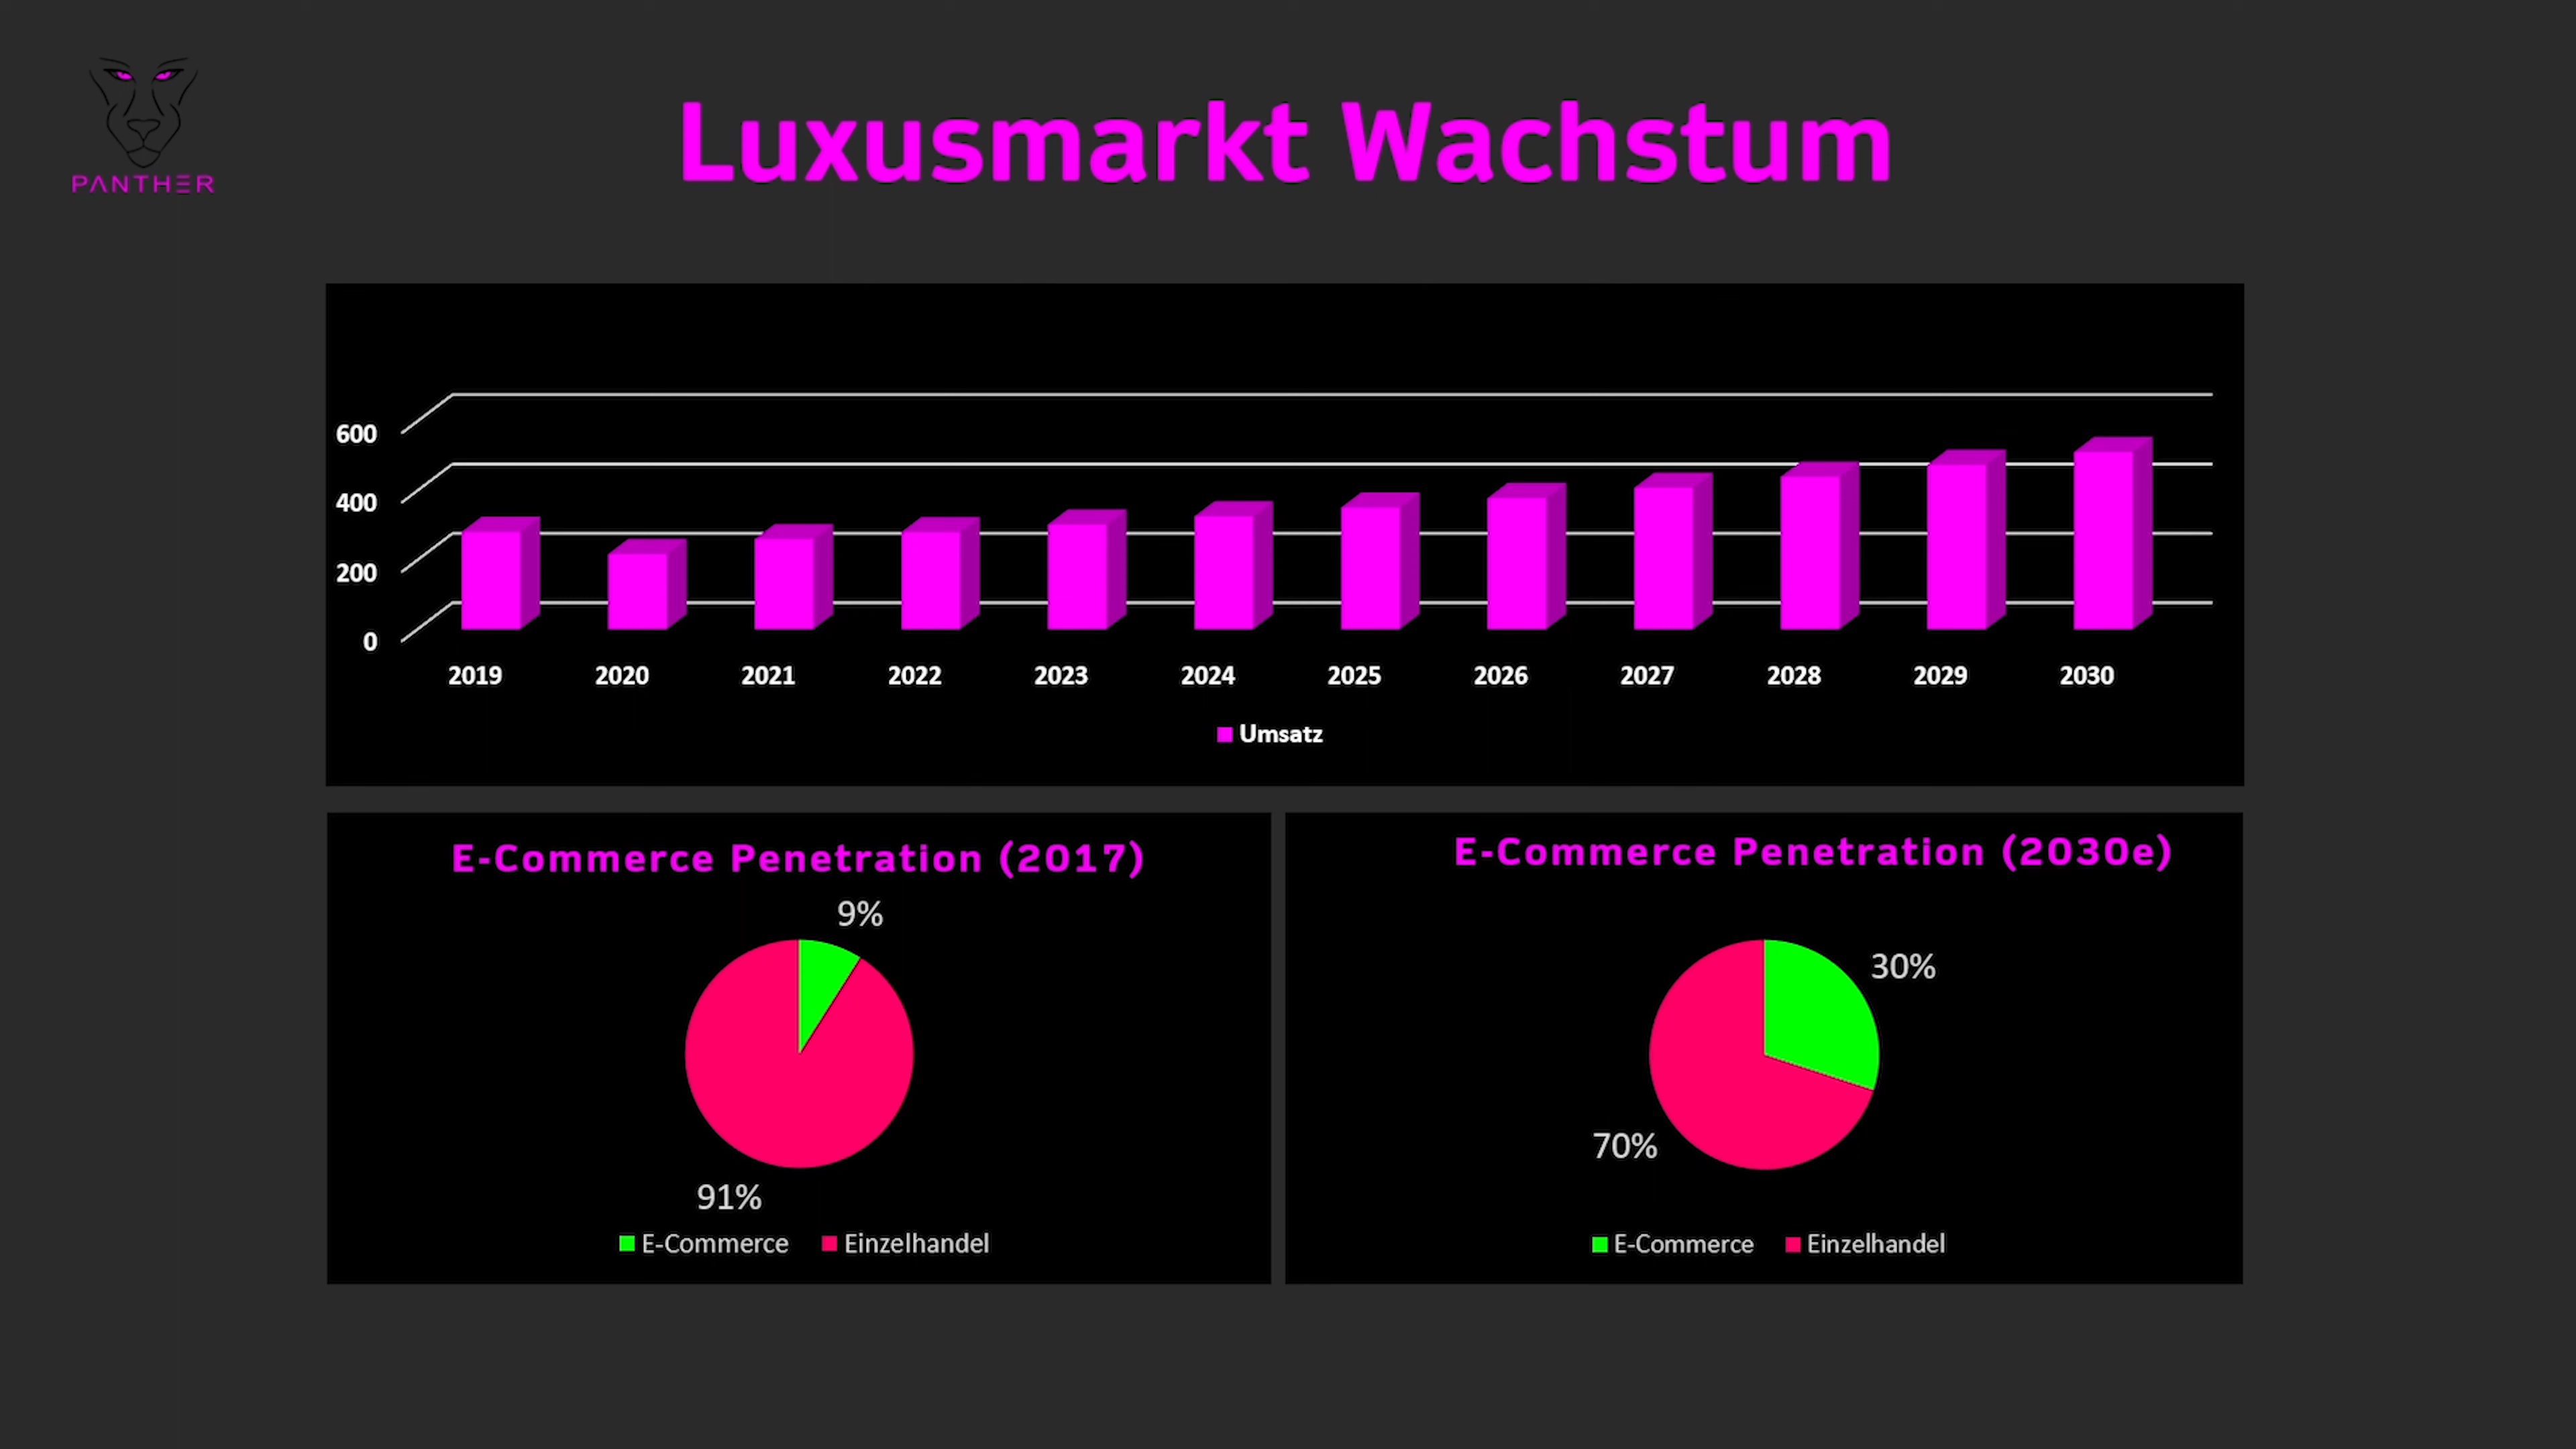 PANTHER
Luxusmarkt Wachstum
600
400
200
0
2019 2020 2021 2022 2023 2024 2025 2026 2027 2028 2029 2030
Umsatz
E-Commerce Penetration (2017)
9%
91%
E-Commerce Einzelhandel
E-Commerce Penetration (2030e)
30%
70%
E-Commerce Einzelhandel